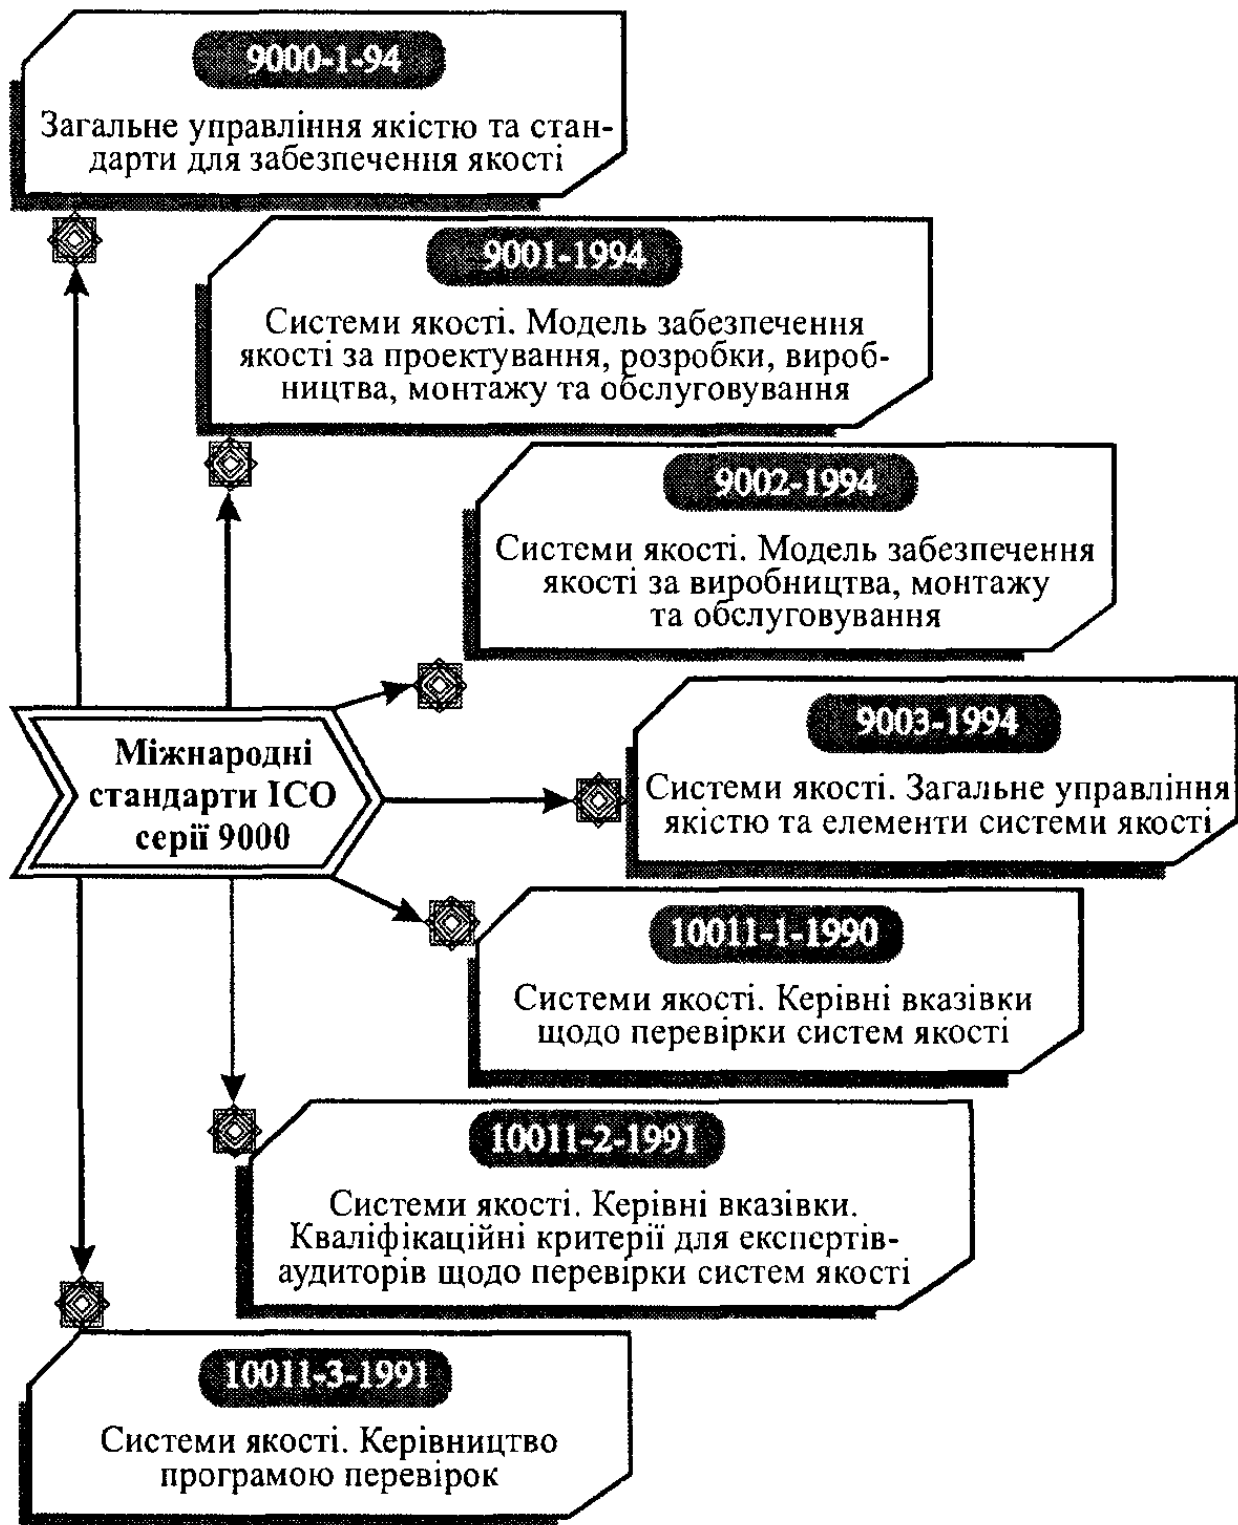 9000-1-94
Загальне управління якістю та стан-
дарти для забезпечення якості
9001-1994
Системи якості. Модель забезпечення
якості за проектування, розробки, вироб-
ництва, монтажу та обслуговування
9002-1994
Системи якості. Модель забезпечення
якості за виробництва, монтажу
та обслуговування
Міжнародні
стандарти ІСО
серії 9000
9003-1994
Системи якості. Загальне управління
якістю та елементи системи якості
10011-1-1990
Системи якості. Керівні вказівки
щодо перевірки систем якості
10011-2-1991
Системи якості. Керівні вказівки.
Кваліфікаційні критерії для експертів-
аудиторів щодо перевірки систем якості
10011-3-1991
Системи якості. Керівництво
програмою перевірок